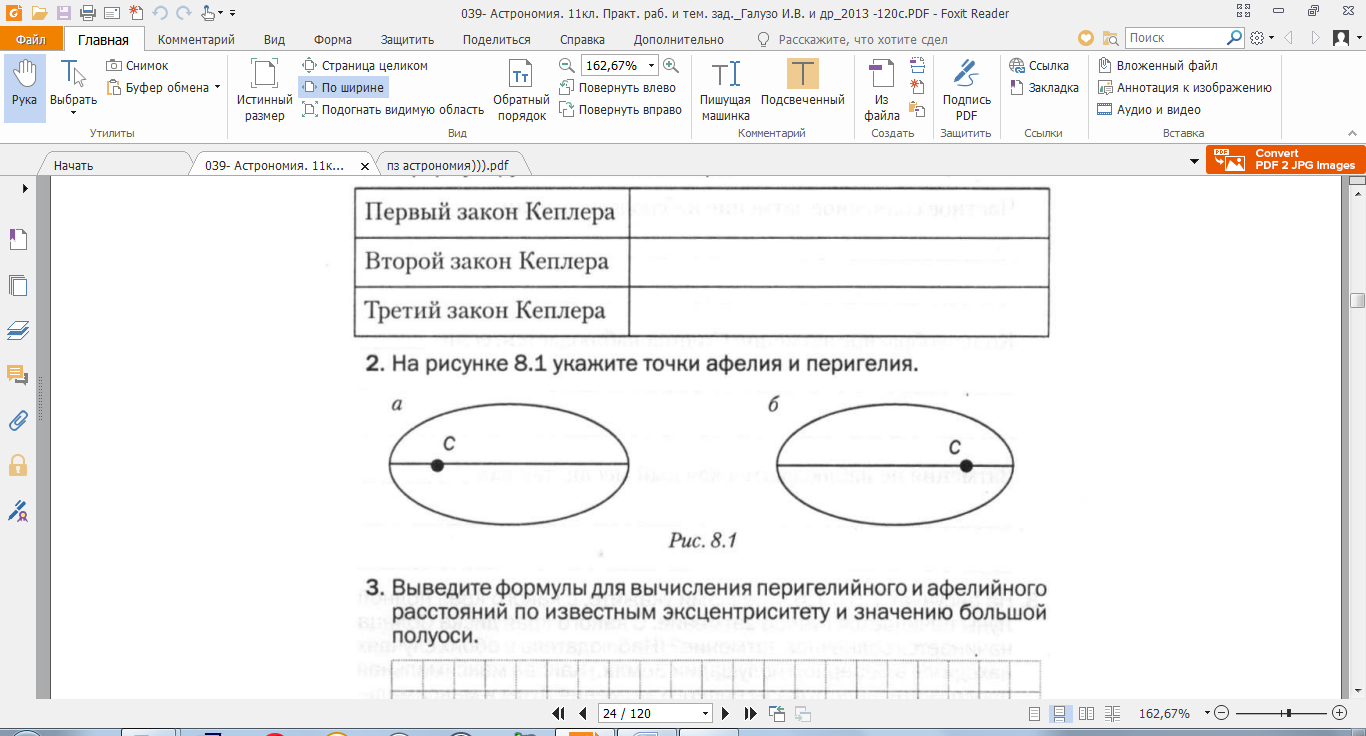 039- Астрономия. 11кл. Практ. раб. и тем. зад._Галузо И.В. и др_2013 -120с.PDF - Foxit Reader
Файл Главная Комментарий Вид Форма Защитить Поделиться Справка Дополнительно Расскажите, что хотите сдел Поиск
Рука
Выбрать
Снимок
Буфер обмена
Утилиты
Истинный
размер
Страница целиком
По ширине
Подогнать видимую область
Обратный
порядок
162,67%
Повернуть влево
Повернуть вправо
Вид
Пишущая
машинка
Подсвеченный
Комментарий
Из
файла
Создать
Подпись
PDF
Защитить
Ссылка
Закладка
Ссылки
Вложенный файл
Аннотация к изображению
Аудио и видео
Вставка
Начать 039- Астрономия. 11к... пз астрономия))).pdf
PDF
Convert
PDF 2 JPG Images
Первый закон Кеплера
Второй закон Кеплера
Третий закон Кеплера
2. На рисунке 8.1 укажите точки афелия и перигелия.
а б
С С
Рис. 8.1
3. Выведите формулы для вычисления перигелийного и афелийного
расстояний по известным эксцентриситету и значению большой
полуоси.
24 / 120 162,67%